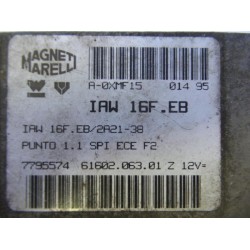 MAGNETI
MARELLI
A-0XMF15 014 95
IAW 16F.EB
IAW 16F.EB/2A21-38
PUNTO 1.1 SPI ECE F2
7795574 61602.063.01 Z 12V=